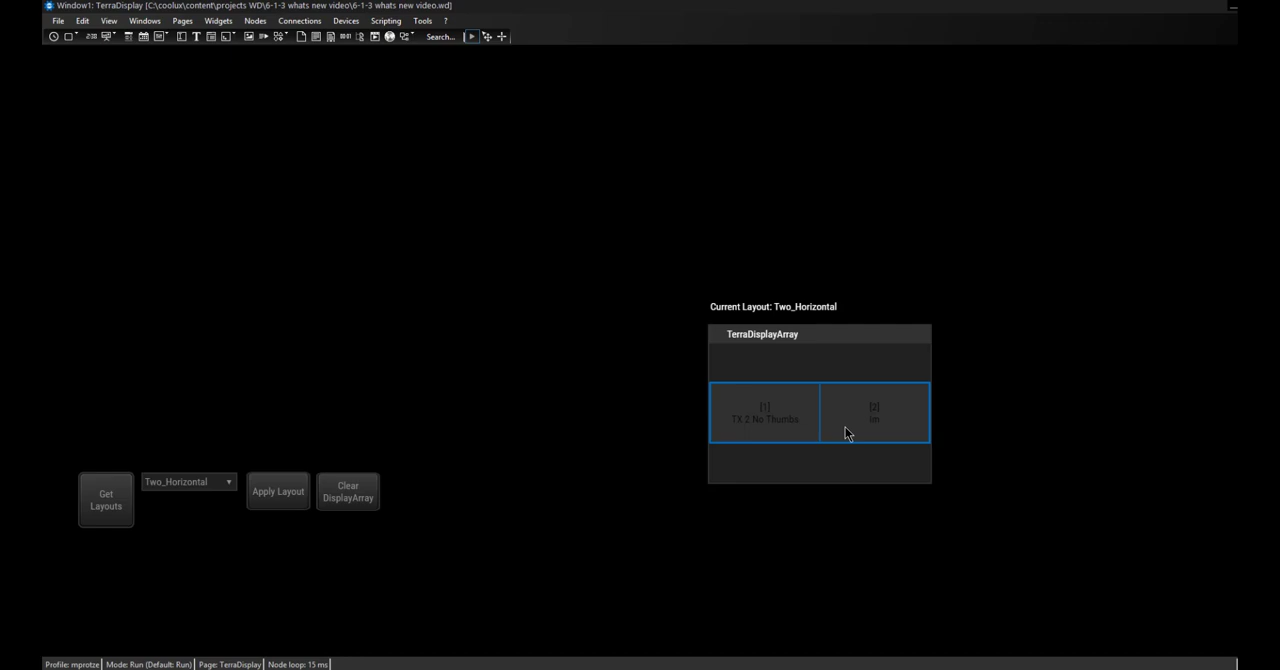 Window1: TerraDisplay [C:\coolux\content\projects WD\6-1-3 whats new video\6-1-3 whats new video.wd]
File Edit View Windows Pages Widgets Nodes Connections Devices Scripting Tools ?
Search...
Current Layout: Two_Horizontal
TerraDisplayArray
[1] [2]
TX 2 No Thumbs im
Get
Layouts
Two_Horizontal
Apply Layout
Clear
DisplayArray
Profile: mprotze Mode: Run (Default: Run) Page: TerraDisplay Node loop: 15 ms